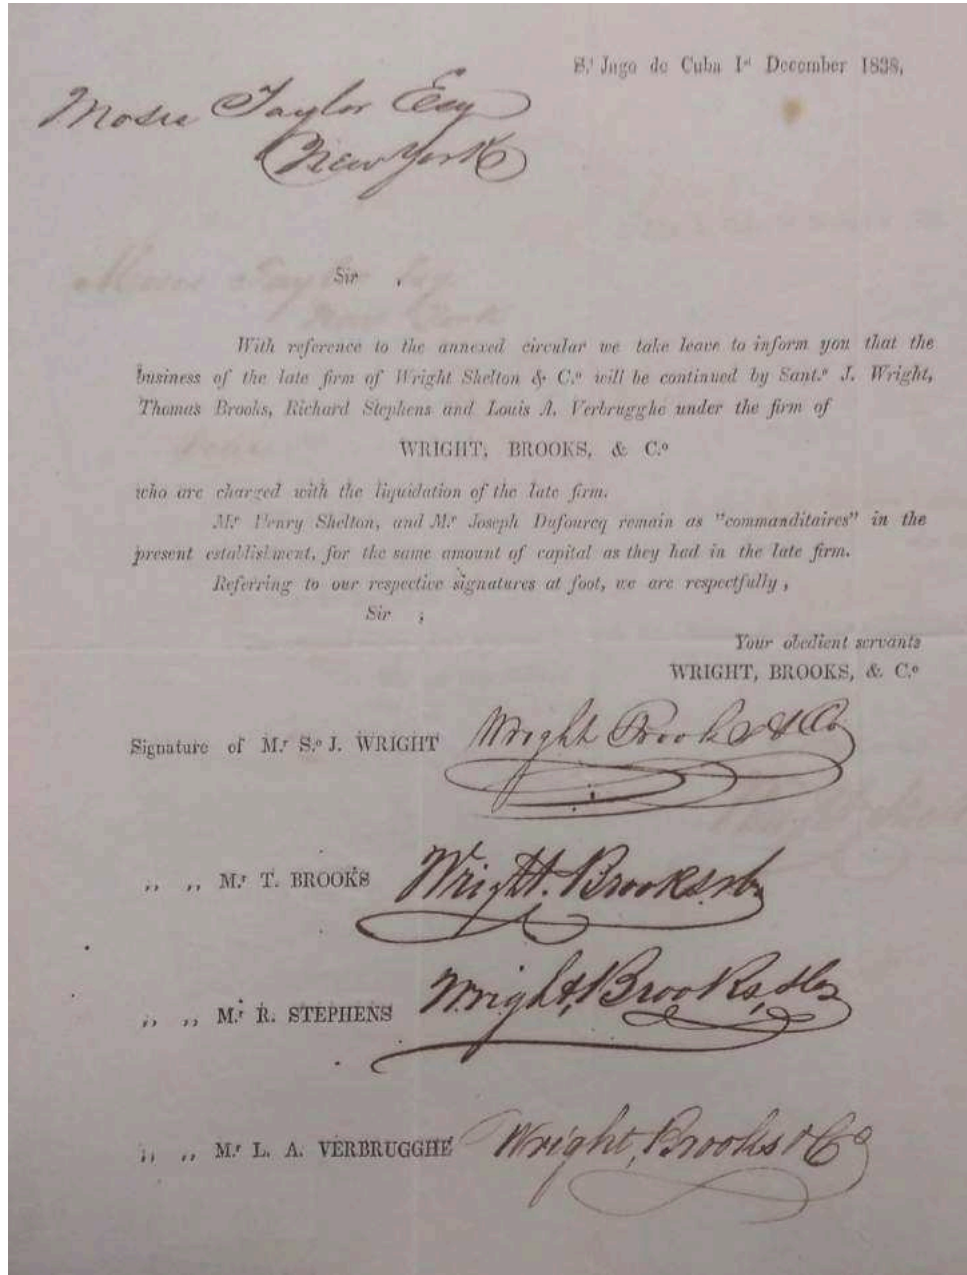 S.t Jago de Cuba 1st December 1838,
Moses Taylor Esq
New York
Sir ,
With reference to the annexed circular we take leave to inform you that the
business of the late firm of Wright Shelton & C.o will be continued by Sant.o J. Wright,
Thomas Brooks, Richard Stephens and Louis A. Verbrugghe under the firm of
WRIGHT, BROOKS, & C.o
who are charged with the liquidation of the late firm.
M.r Henry Shelton, and M.r Joseph Dufourcq remain as "commanditaires" in the
present establishment, for the same amount of capital as they had in the late firm.
Referring to our respective signatures at foot, we are respectfully ,
Sir ;
Your obedient servants
WRIGHT, BROOKS, & C.o
Signature of M.r S.o J. WRIGHT Wright Brooks & Co
,, ,, M.r T. BROOKS Wright. Brooks & Co
,, ,, M.r R. STEPHENS Wright, Brooks, & Co
,, ,, M.r L. A. VERBRUGGHE Wright, Brooks & Co